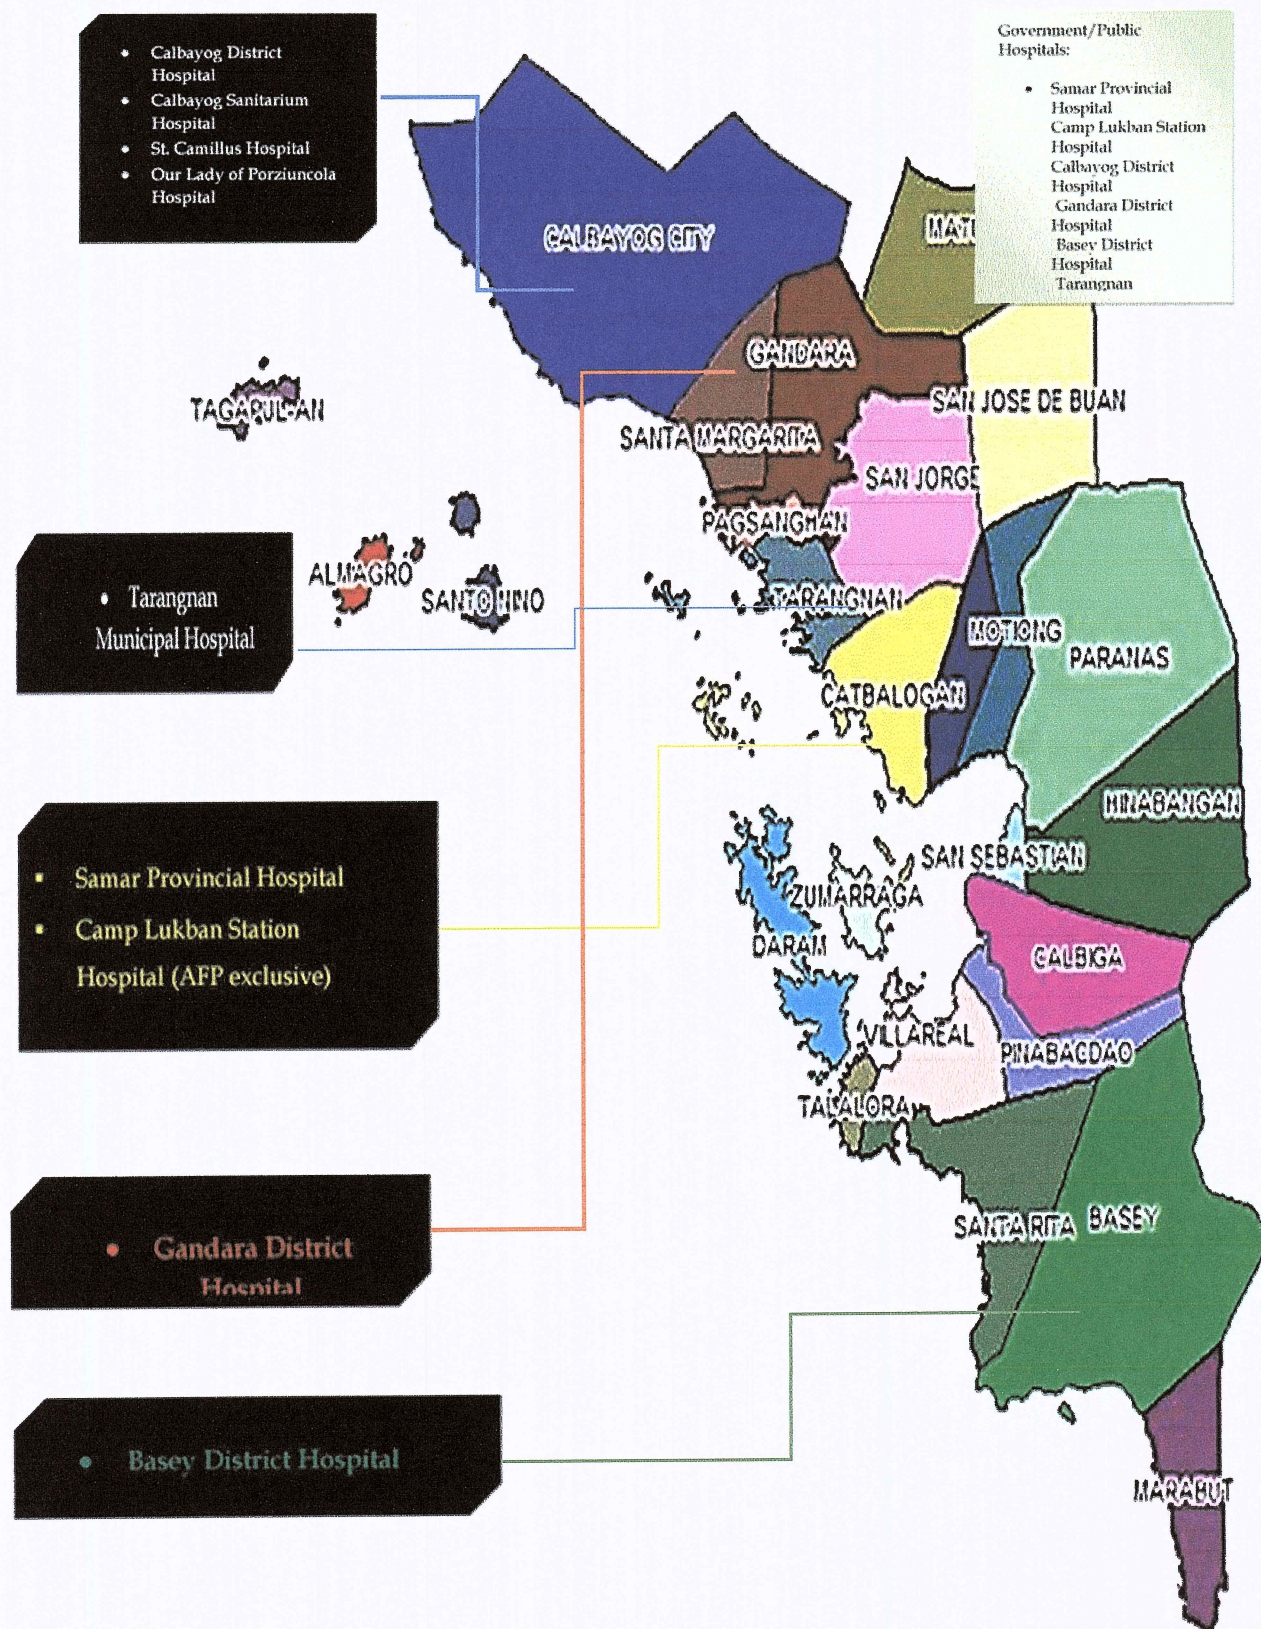 • Calbayog District
Hospital
• Calbayog Sanitarium
Hospital
• St. Camillus Hospital
• Our Lady of Porziuncola
Hospital
Government/Public
Hospitals:
• Samar Provincial
Hospital
Camp Lukban Station
Hospital
Calbayog District
Hospital
Gandara District
Hospital
Basey District
Hospital
Tarangnan
CALBAYOG CITY
GANDARA
TAGAPUL-AN
SAN JOSE DE BUAN
SANTA MARGARITA
SAN JORGE
PAGSANGHAN
ALMAGRO
SANTO NINO
TARANGNAN
• Tarangnan
Municipal Hospital
MOTIONG
PARANAS
CATBALOGAN
HINABANGAN
SAN SEBASTIAN
ZUMARRAGA
DARAM
▪ Samar Provincial Hospital
▪ Camp Lukban Station
Hospital (AFP exclusive)
CALBIGA
VILLAREAL
PINABACDAO
TALALORA
• Gandara District
Hospital
SANTA RITA
BASEY
• Basey District Hospital
MARABUT